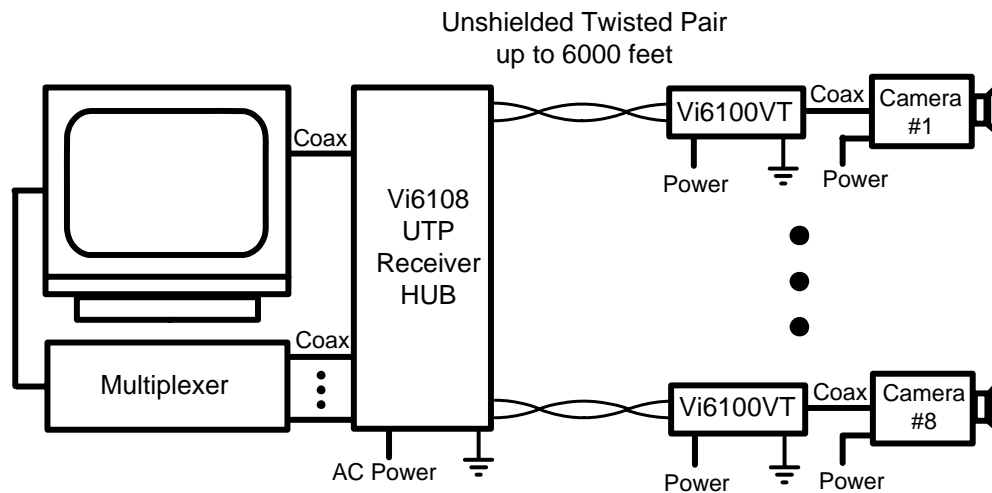 Unshielded Twisted Pair
up to 6000 feet
Coax
Vi6108
UTP
Receiver
HUB
Vi6100VT
Coax
Camera
#1
Power
Power
Coax
Multiplexer
AC Power
Vi6100VT
Coax
Camera
#8
Power
Power